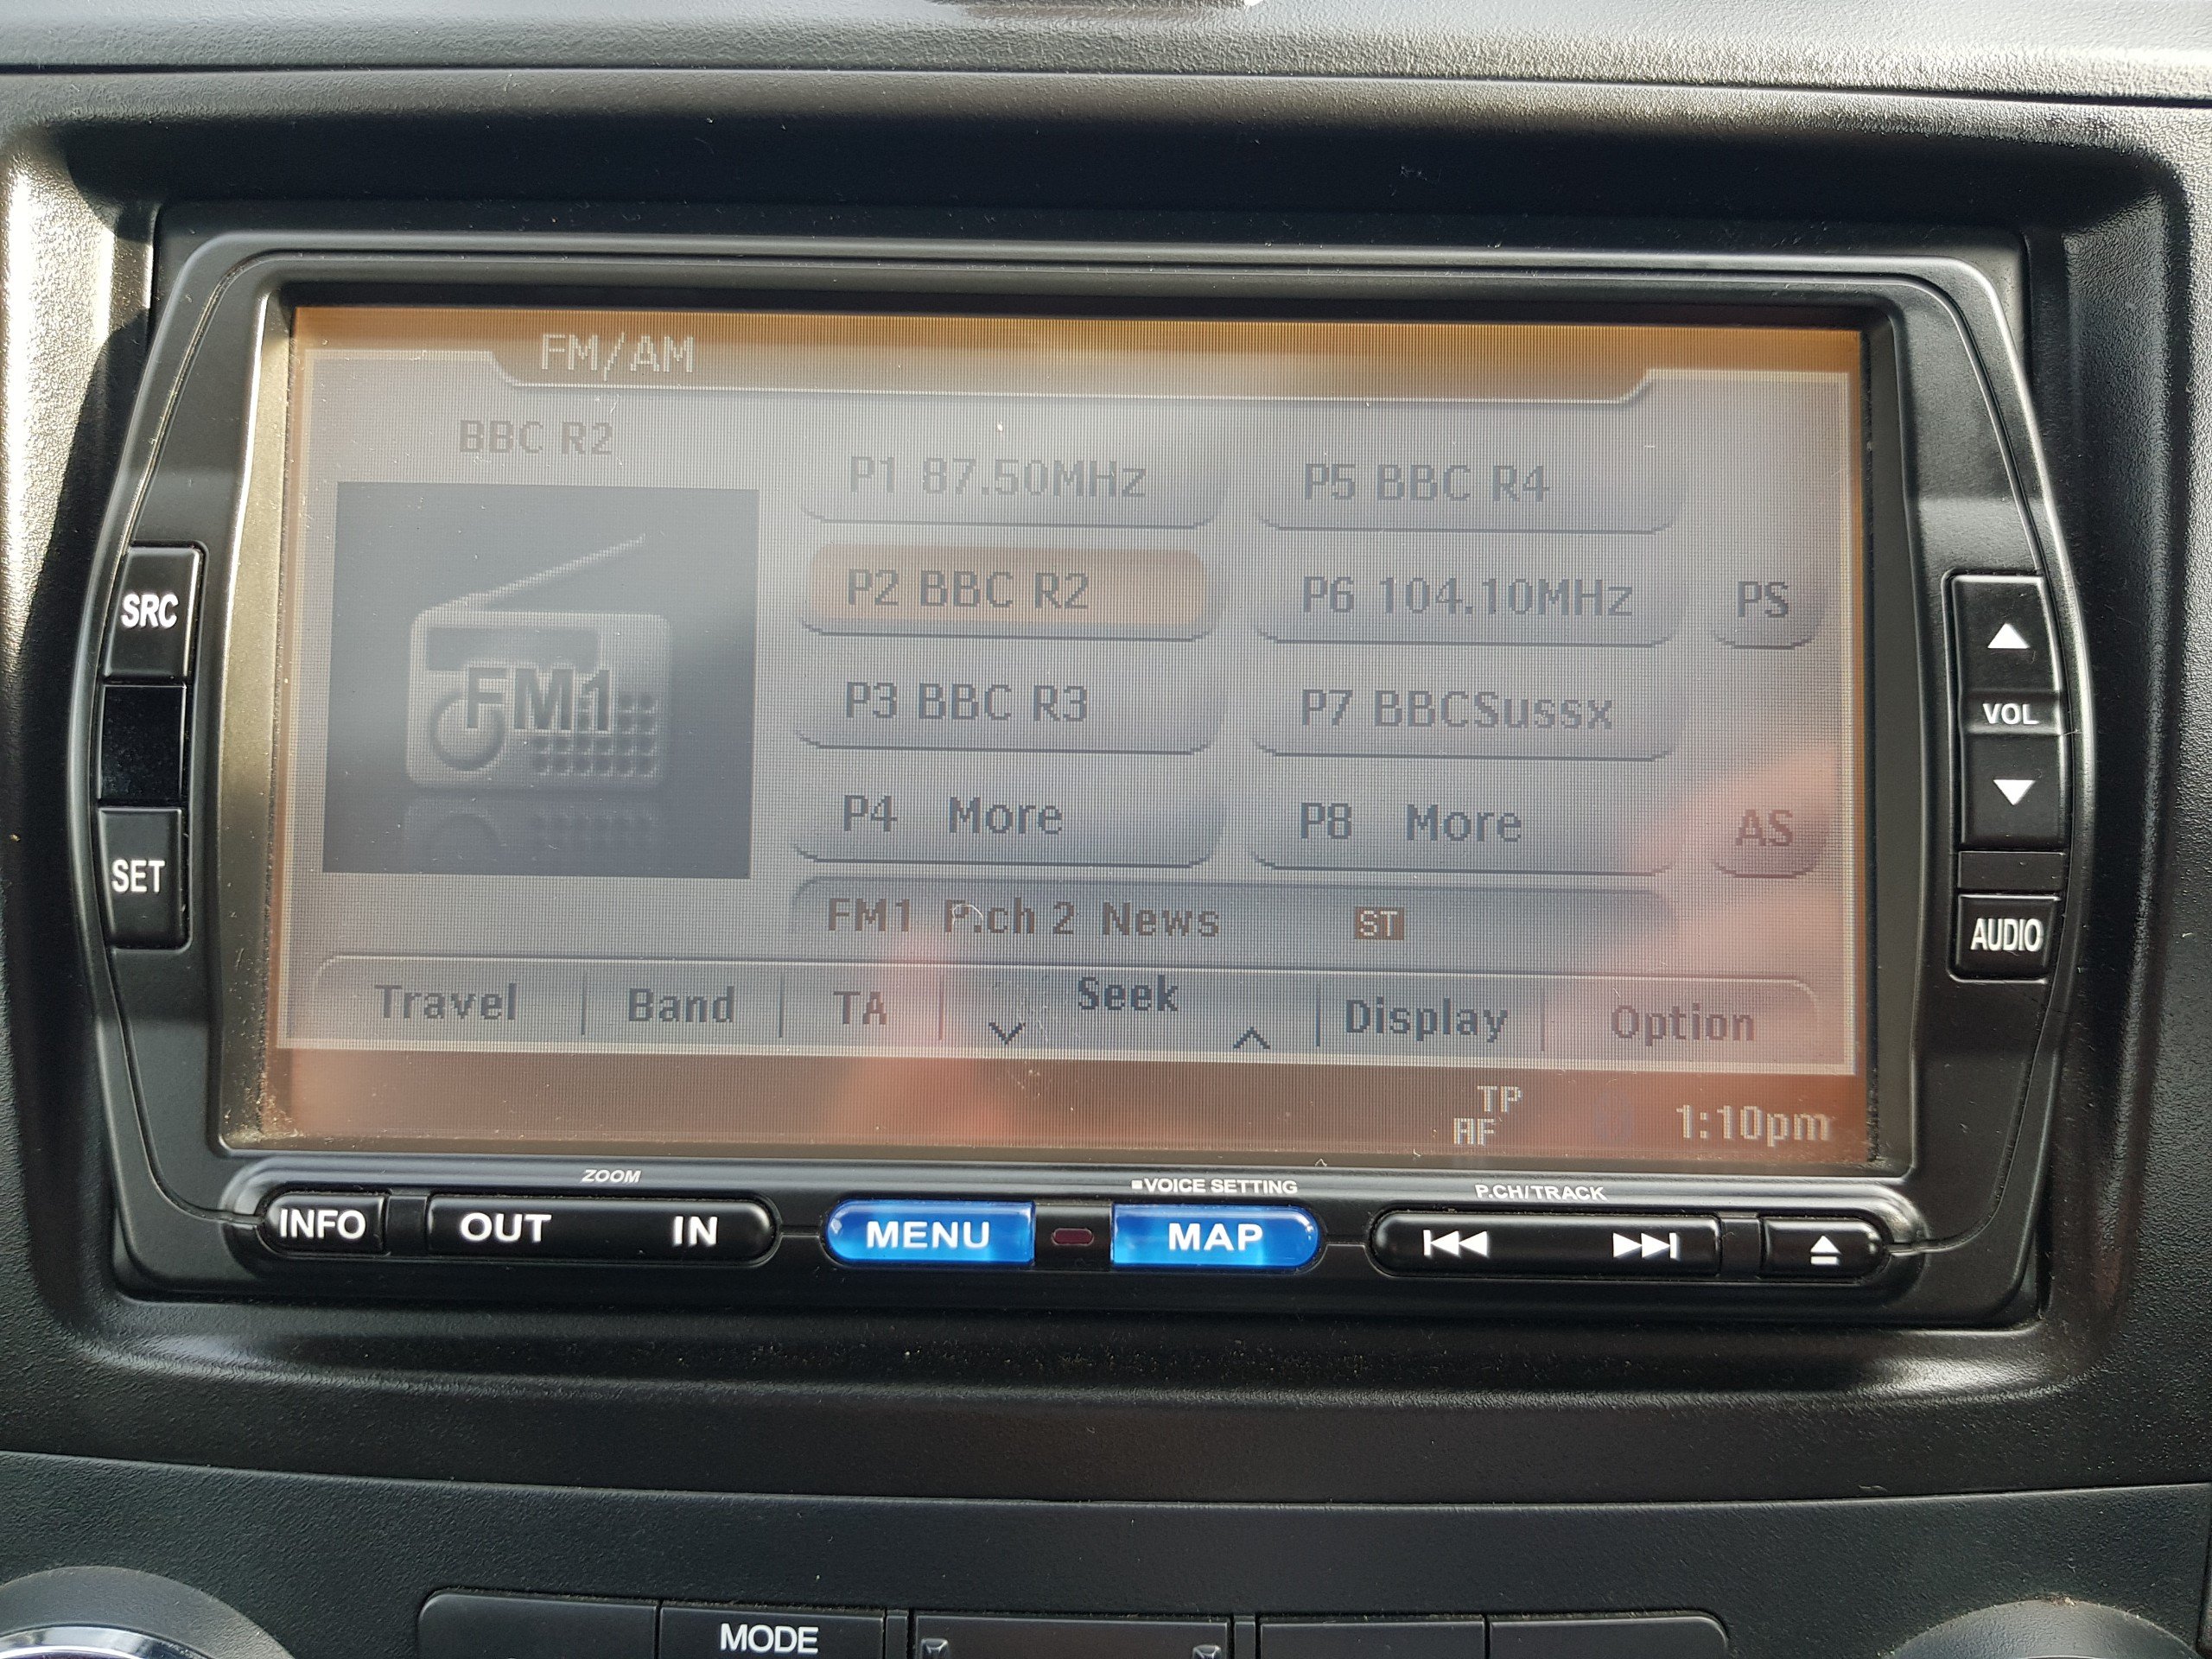 FM/AM
BBC R2
P1 87.50MHz
P5 BBC R4
P2 BBC R2
P6 104.10MHz
PS
P3 BBC R3
P7 BBCSussx
P4 More
P8 More
AS
FM1
FM1 P.ch 2 News ST
Travel Band TA Seek Display Option
TP
AF
1:10pm
SRC
SET
VOL
AUDIO
ZOOM
■VOICE SETTING
P.CH/TRACK
INFO OUT IN MENU MAP
MODE